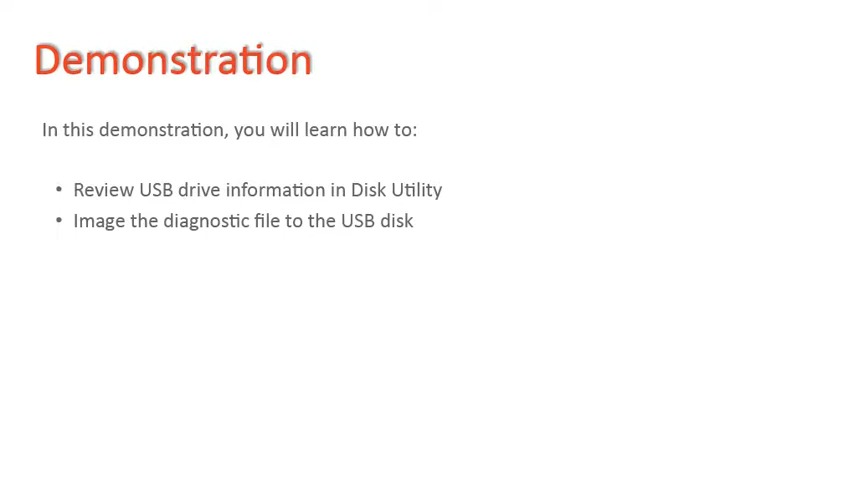 Demonstration
In this demonstration, you will learn how to:
• Review USB drive information in Disk Utility
• Image the diagnostic file to the USB disk